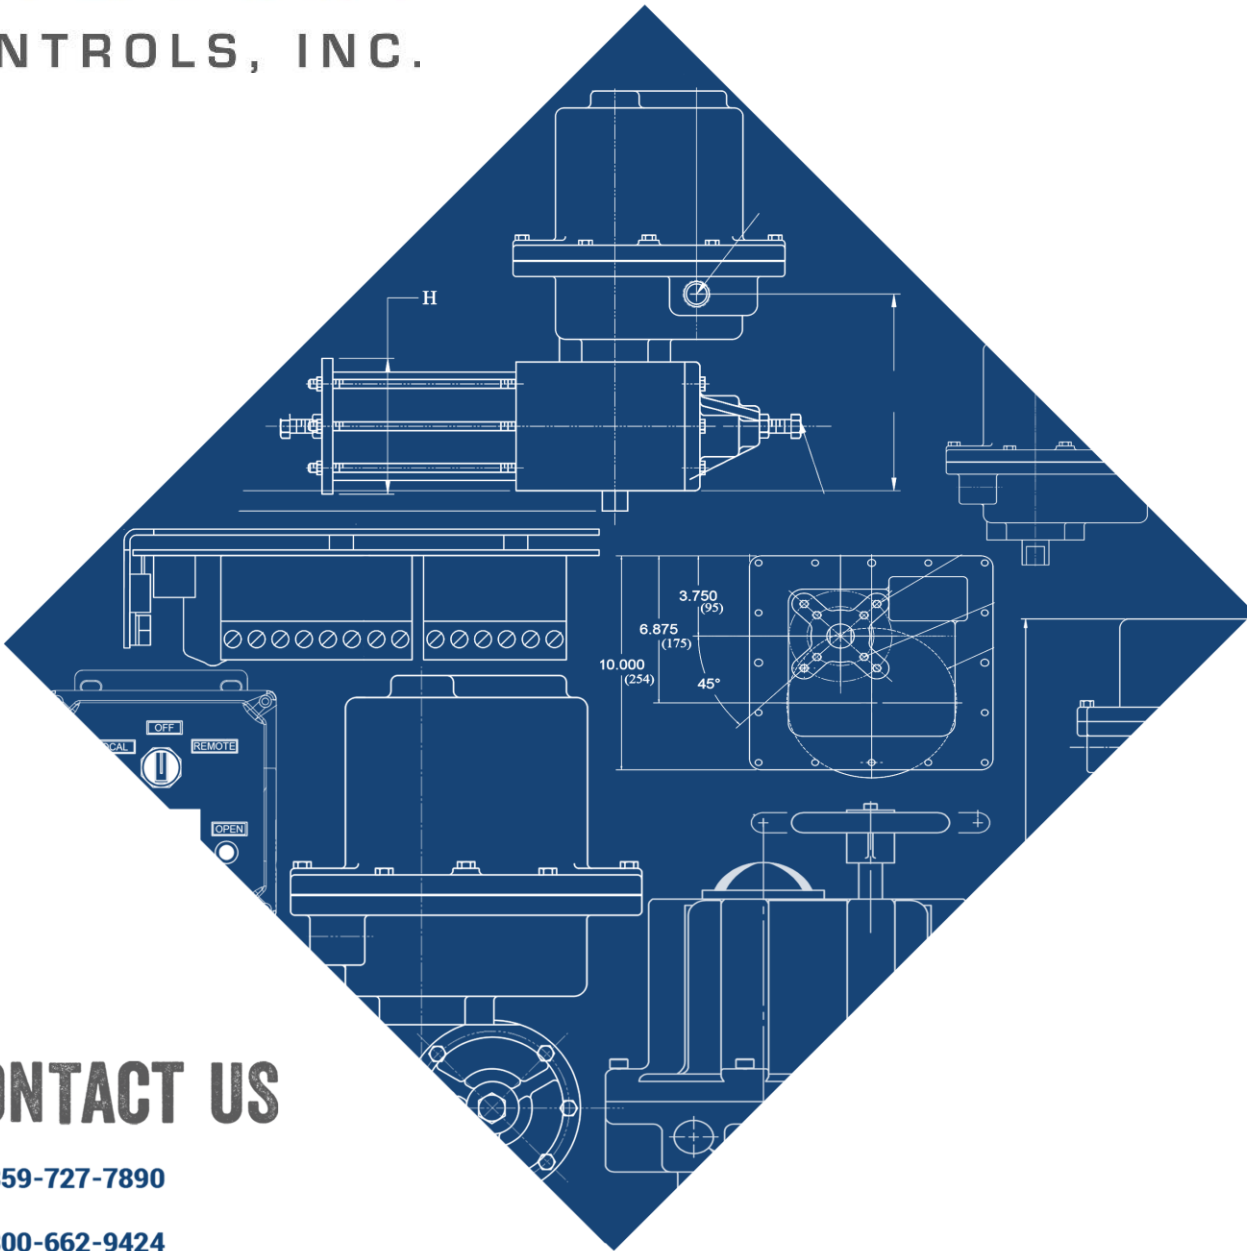 NTROLS, INC.
H
3.750
(95)
6.875
(175)
10.000
(254)
45°
OFF
OCAL
REMOTE
OPEN
ONTACT US
59-727-7890
00-662-9424